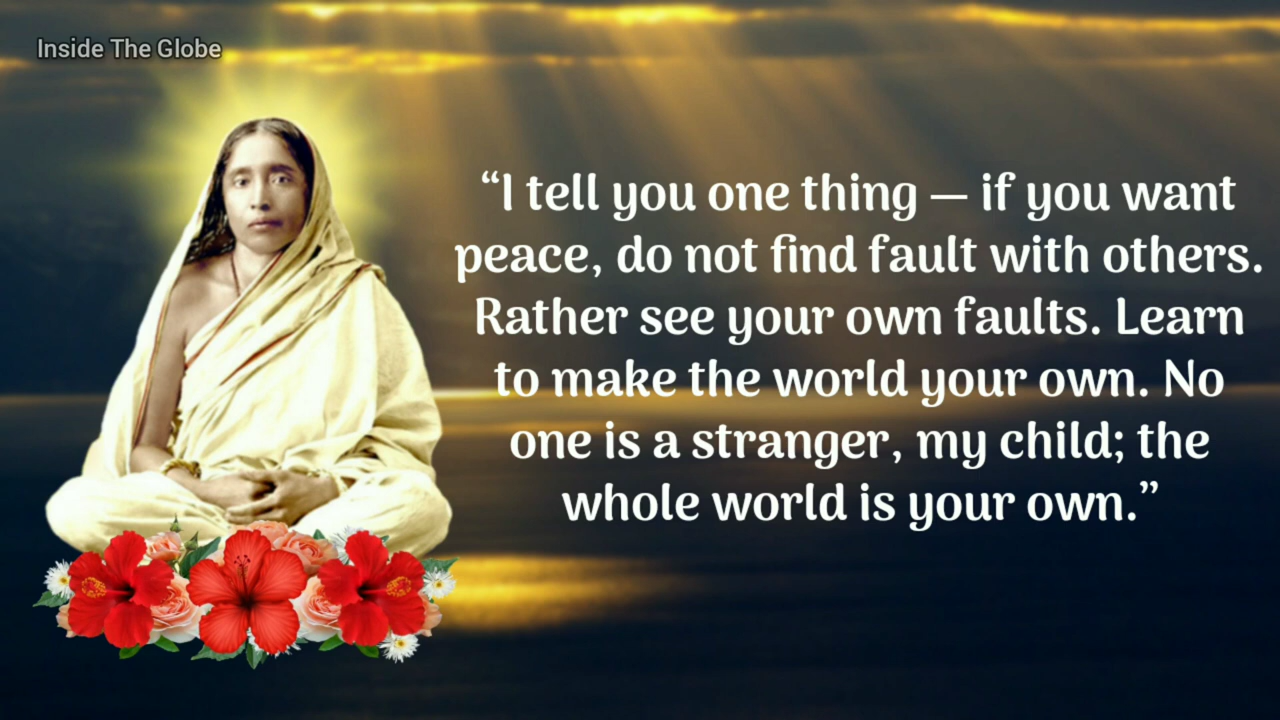 Inside The Globe
“I tell you one thing — if you want
peace, do not find fault with others.
Rather see your own faults. Learn
to make the world your own. No
one is a stranger, my child; the
whole world is your own.”